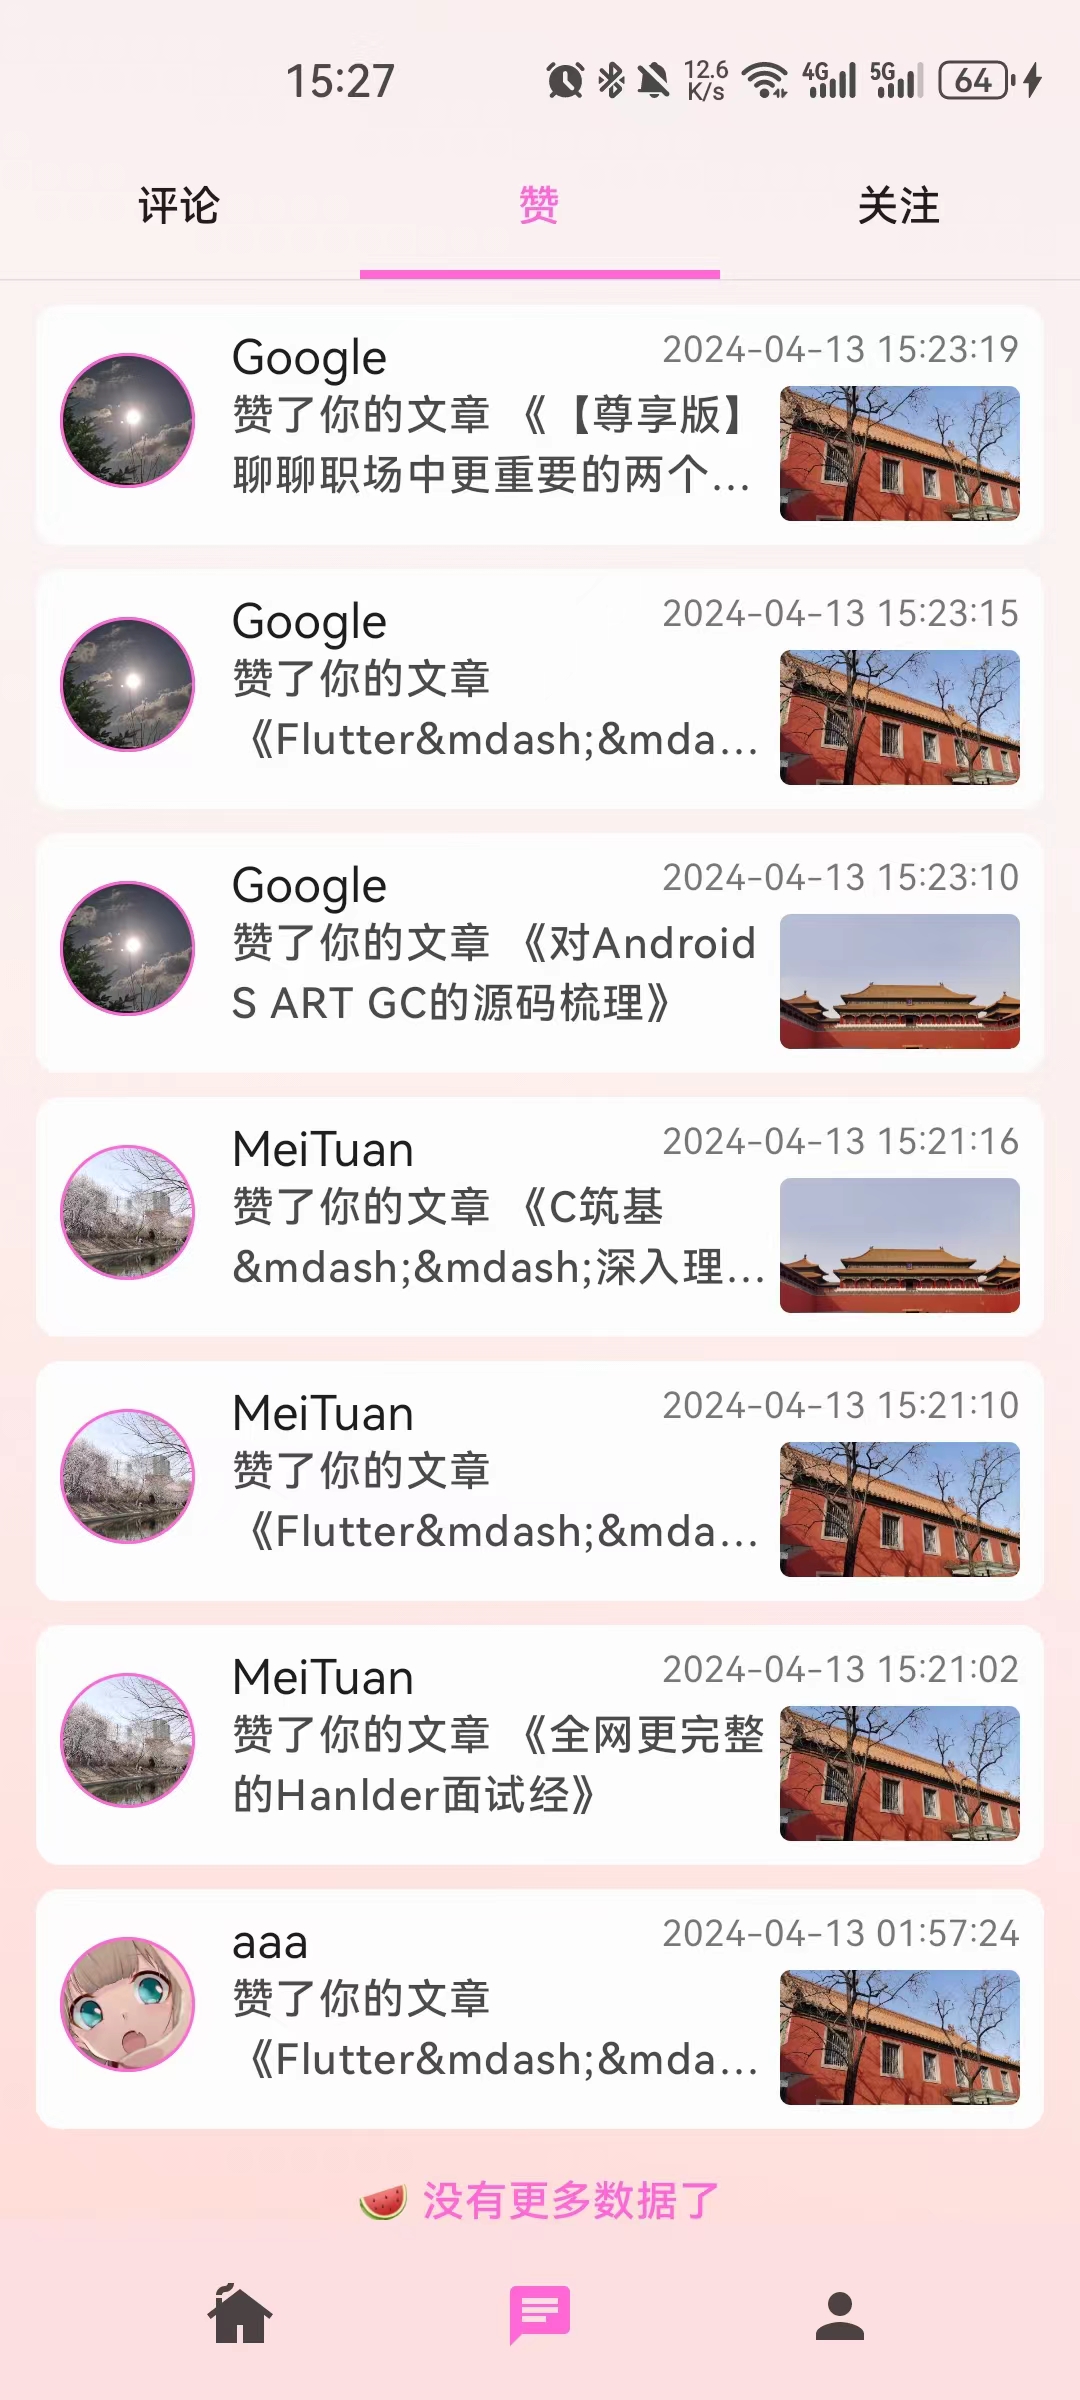 15:27
12.6
K/s
4G
5G
64
评论
赞
关注
Google
2024-04-13 15:23:19
赞了你的文章 《【尊享版】
聊聊职场中更重要的两个...
Google
2024-04-13 15:23:15
赞了你的文章
《Flutter&mdash;&mda...
Google
2024-04-13 15:23:10
赞了你的文章 《对Android
S ART GC的源码梳理》
MeiTuan
2024-04-13 15:21:16
赞了你的文章 《C筑基
&mdash;&mdash;深入理...
MeiTuan
2024-04-13 15:21:10
赞了你的文章
《Flutter&mdash;&mda...
MeiTuan
2024-04-13 15:21:02
赞了你的文章 《全网更完整
的Hanlder面试经》
aaa
2024-04-13 01:57:24
赞了你的文章
《Flutter&mdash;&mda...
🍉 没有更多数据了